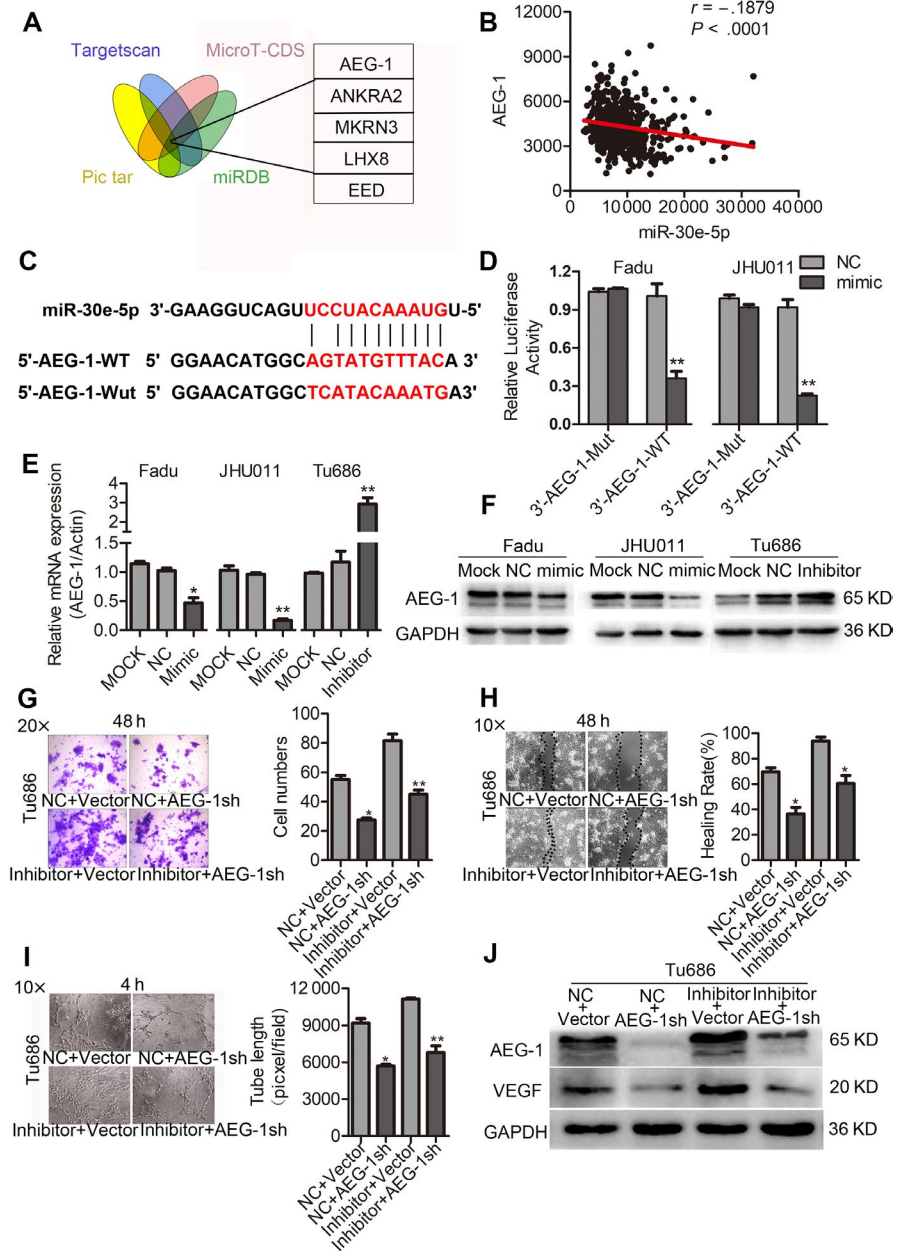 A
Targetscan
MicroT-CDS
Pic tar
miRDB
AEG-1
ANKRA2
MKRN3
LHX8
EED
B
r = −.1879
P < .0001
AEG-1
12000
9000
6000
3000
0
0
10000
20000
30000
40000
miR-30e-5p
C
miR-30e-5p 3'-GAAGGUCAGUUCCUACAAAUGU-5'
5'-AEG-1-WT 5' GGAACATGGCAGTATGTTTACA 3'
5'-AEG-1-Wut 5' GGAACATGGCTCATACAAATGA3'
D
Fadu
JHU011
NC
mimic
Relative Luciferase
Activity
1.2
0.9
0.6
0.3
0.0
**
**
3'-AEG-1-Mut
3'-AEG-1-WT
3'-AEG-1-Mut
3'-AEG-1-WT
E
Fadu JHU011 Tu686
Relative mRNA expression
(AEG-1/Actin)
4
3
2
1.5
1.0
0.5
0.0
*
**
**
MOCK
NC
Mimic
MOCK
NC
Mimic
MOCK
NC
Inhibitor
F
Fadu JHU011 Tu686
Mock NC mimic Mock NC mimic Mock NC Inhibitor
AEG-1 65 KD
GAPDH 36 KD
G
20× 48 h
Tu686
NC+Vector NC+AEG-1sh
Inhibitor+Vector Inhibitor+AEG-1sh
Cell numbers
100
80
60
40
20
0
*
**
NC+Vector
NC+AEG-1sh
Inhibitor+Vector
Inhibitor+AEG-1sh
H
10× 48 h
Tu686
NC+Vector NC+AEG-1sh
Inhibitor+Vector Inhibitor+AEG-1sh
Healing Rate(%)
100
80
60
40
20
0
*
*
NC+Vector
NC+AEG-1sh
Inhibitor+Vector
Inhibitor+AEG-1sh
I
10× 4 h
Tu686
NC+Vector NC+AEG-1sh
Inhibitor+Vector Inhibitor+AEG-1sh
Tube length
(picxel/field)
12 000
9000
6000
3000
0
*
**
NC+Vector
NC+AEG-1sh
Inhibitor+Vector
Inhibitor+AEG-1sh
J
Tu686
NC NC Inhibitor Inhibitor
+ + + +
Vector AEG-1sh Vector AEG-1sh
AEG-1 65 KD
VEGF 20 KD
GAPDH 36 KD